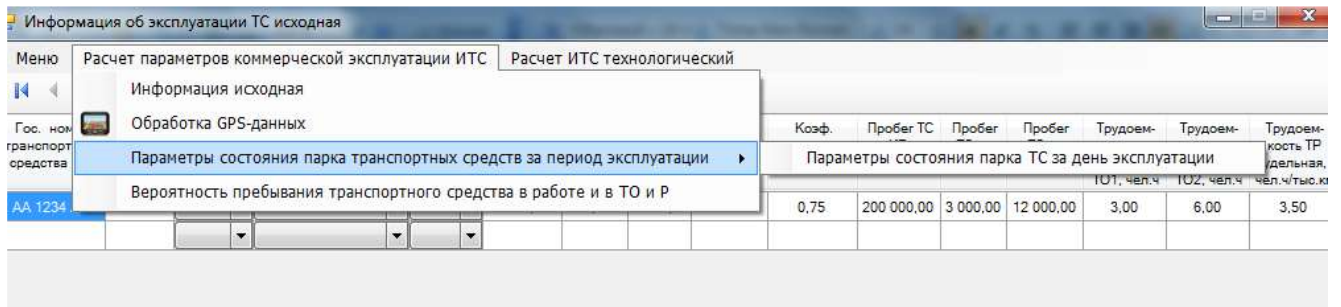 Информация об эксплуатации ТС исходная
Меню Расчет параметров коммерческой эксплуатации ИТС Расчет ИТС технологический
Информация исходная
Обработка GPS-данных
Параметры состояния парка транспортных средств за период эксплуатации
Параметры состояния парка ТС за день эксплуатации
Вероятность пребывания транспортного средства в работе и в ТО и Р
Гос. ном Коэф. Пробег ТС Пробег Пробег Трудоем- Трудоем- Трудоем-
транспорт кость ТР
средства удельная,
ТО1, чел.ч ТО2, чел.ч чел.ч/тыс.км
АА 1234 0,75 200 000,00 3 000,00 12 000,00 3,00 6,00 3,50